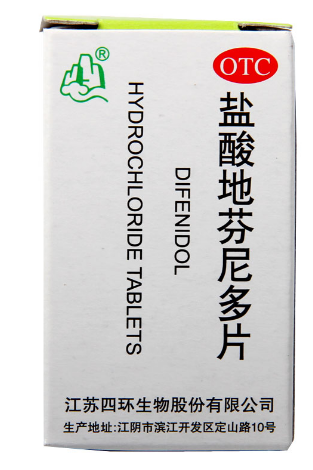 ®
OTC
盐酸地芬尼多片
DIFENIDOL
HYDROCHLORIDE TABLETS
江苏四环生物股份有限公司
生产地址:江阴市滨江开发区定山路10号